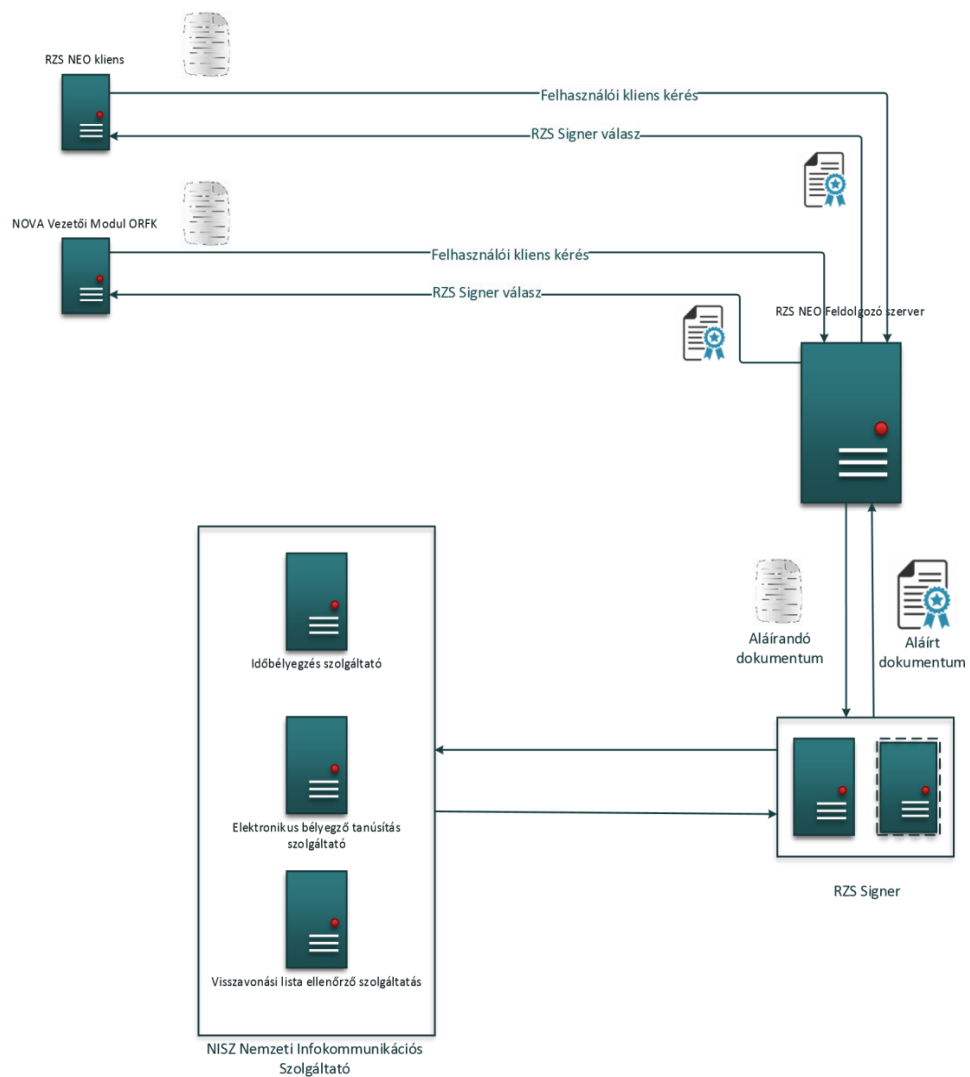 RZS NEO kliens
Felhasználói kliens kérés
RZS Signer válasz
NOVA Vezetői Modul ORFK
Felhasználói kliens kérés
RZS Signer válasz
RZS NEO Feldolgozó szerver
Aláírandó
dokumentum
Aláírt
dokumentum
Időbélyegzés szolgáltató
Elektronikus bélyegző tanúsítás
szolgáltató
Visszavonási lista ellenőrző szolgáltatás
RZS Signer
NISZ Nemzeti Infokommunikációs
Szolgáltató